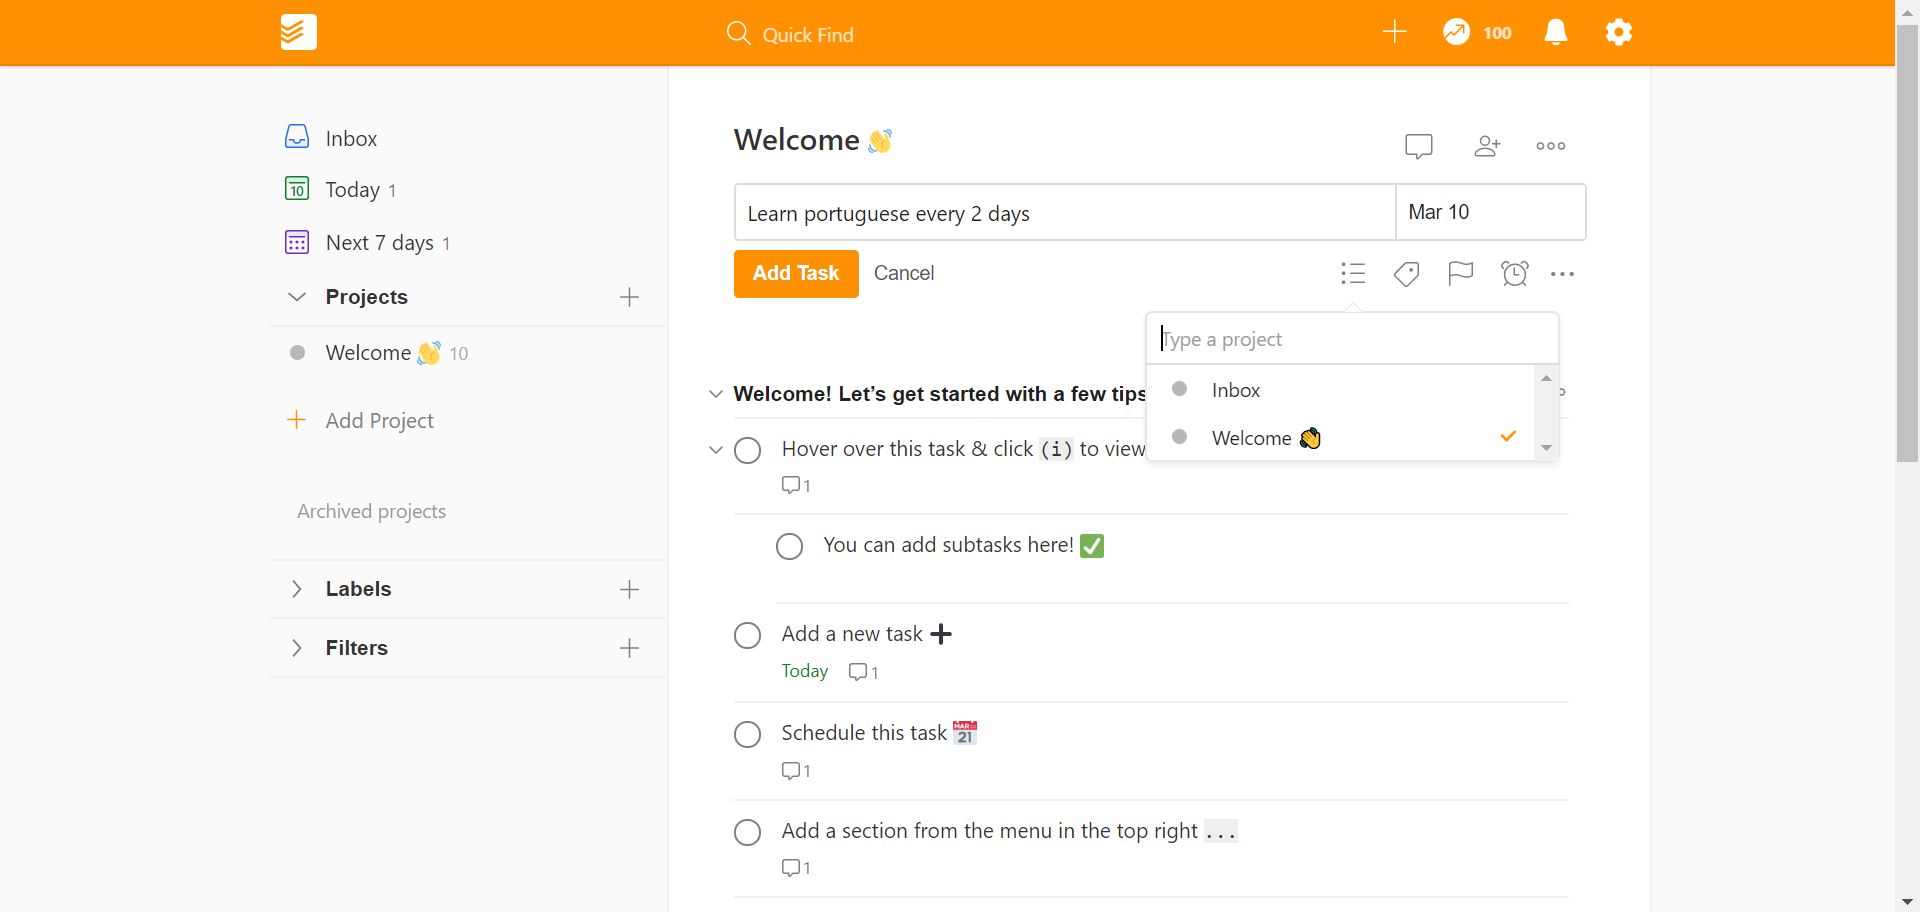 Quick Find
100
Inbox
10 Today 1
Next 7 days 1
Projects
Welcome 👋 10
Add Project
Archived projects
Labels
Filters
Welcome 👋
Learn portuguese every 2 days
Mar 10
Add Task Cancel
Type a project
Inbox
Welcome 👋
Welcome! Let’s get started with a few tips
Hover over this task & click (i) to view
1
You can add subtasks here! ✅
Add a new task ➕
Today 1
Schedule this task 📅
1
Add a section from the menu in the top right ...
1